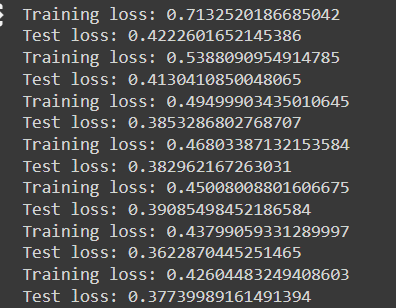 Training loss: 0.7132520186685042
Test loss: 0.4222601652145386
Training loss: 0.5388090954914785
Test loss: 0.4130410850048065
Training loss: 0.49499903435010645
Test loss: 0.3853286802768707
Training loss: 0.46803387132153584
Test loss: 0.382962167263031
Training loss: 0.45008088801606675
Test loss: 0.39085498452186584
Training loss: 0.43799059331289997
Test loss: 0.3622870445251465
Training loss: 0.42604483249408603
Test loss: 0.37739989161491394